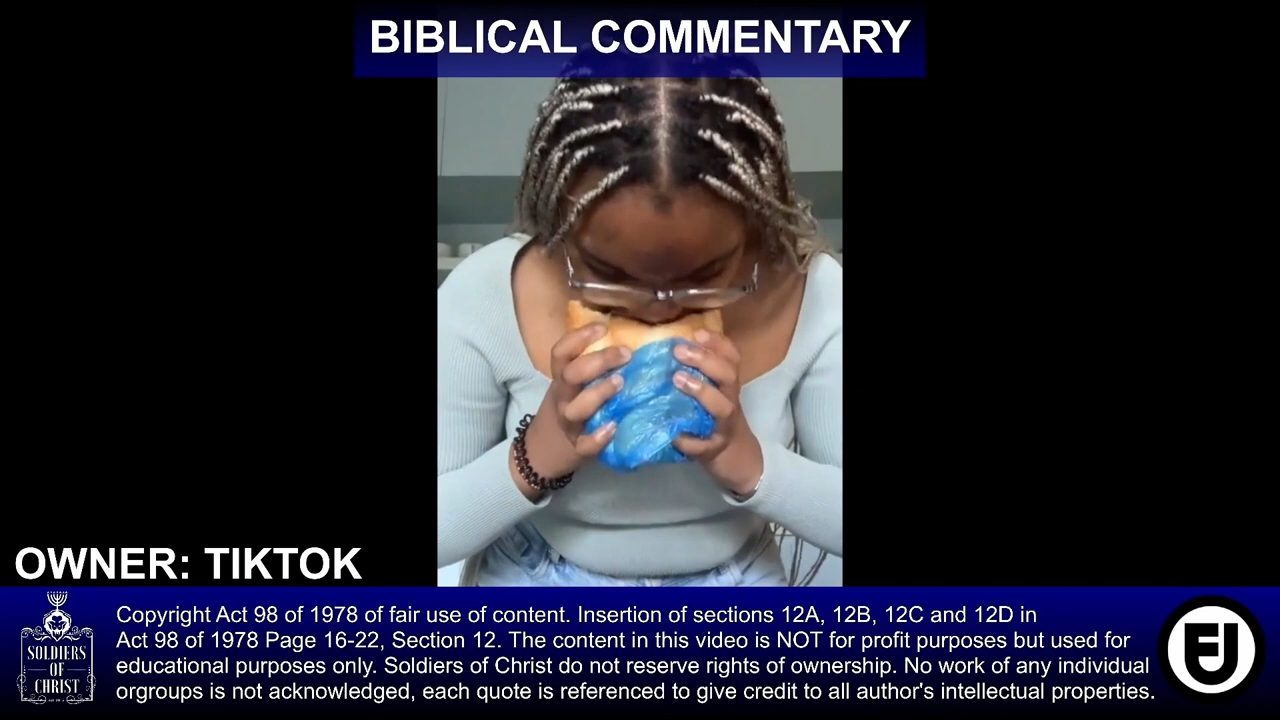 BIBLICAL COMMENTARY
OWNER: TIKTOK
SOLDIERS
OF
CHRIST
Copyright Act 98 of 1978 of fair use of content. Insertion of sections 12A, 12B, 12C and 12D in
Act 98 of 1978 Page 16-22, Section 12. The content in this video is NOT for profit purposes but used for
educational purposes only. Soldiers of Christ do not reserve rights of ownership. No work of any individual
orgroups is not acknowledged, each quote is referenced to give credit to all author's intellectual properties.